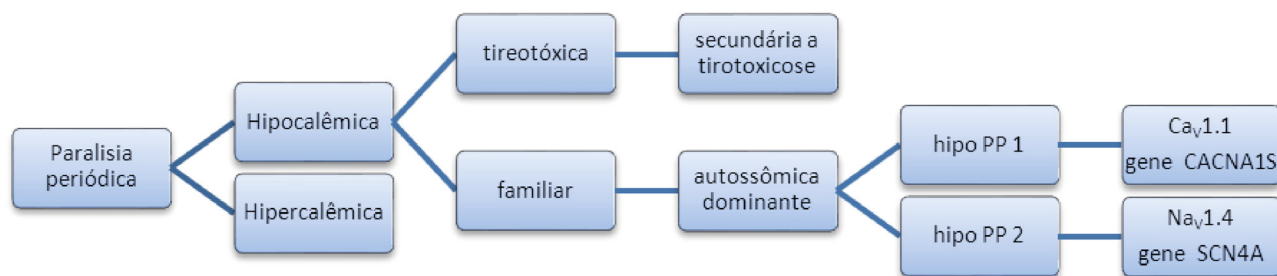 Paralisia
periódica
Hipocalêmica
Hipercalêmica
tireotóxica
familiar
secundária a
tirotoxicose
autossômica
dominante
hipo PP 1
hipo PP 2
Caᵥ1.1
gene CACNA1S
Naᵥ1.4
gene SCN4A